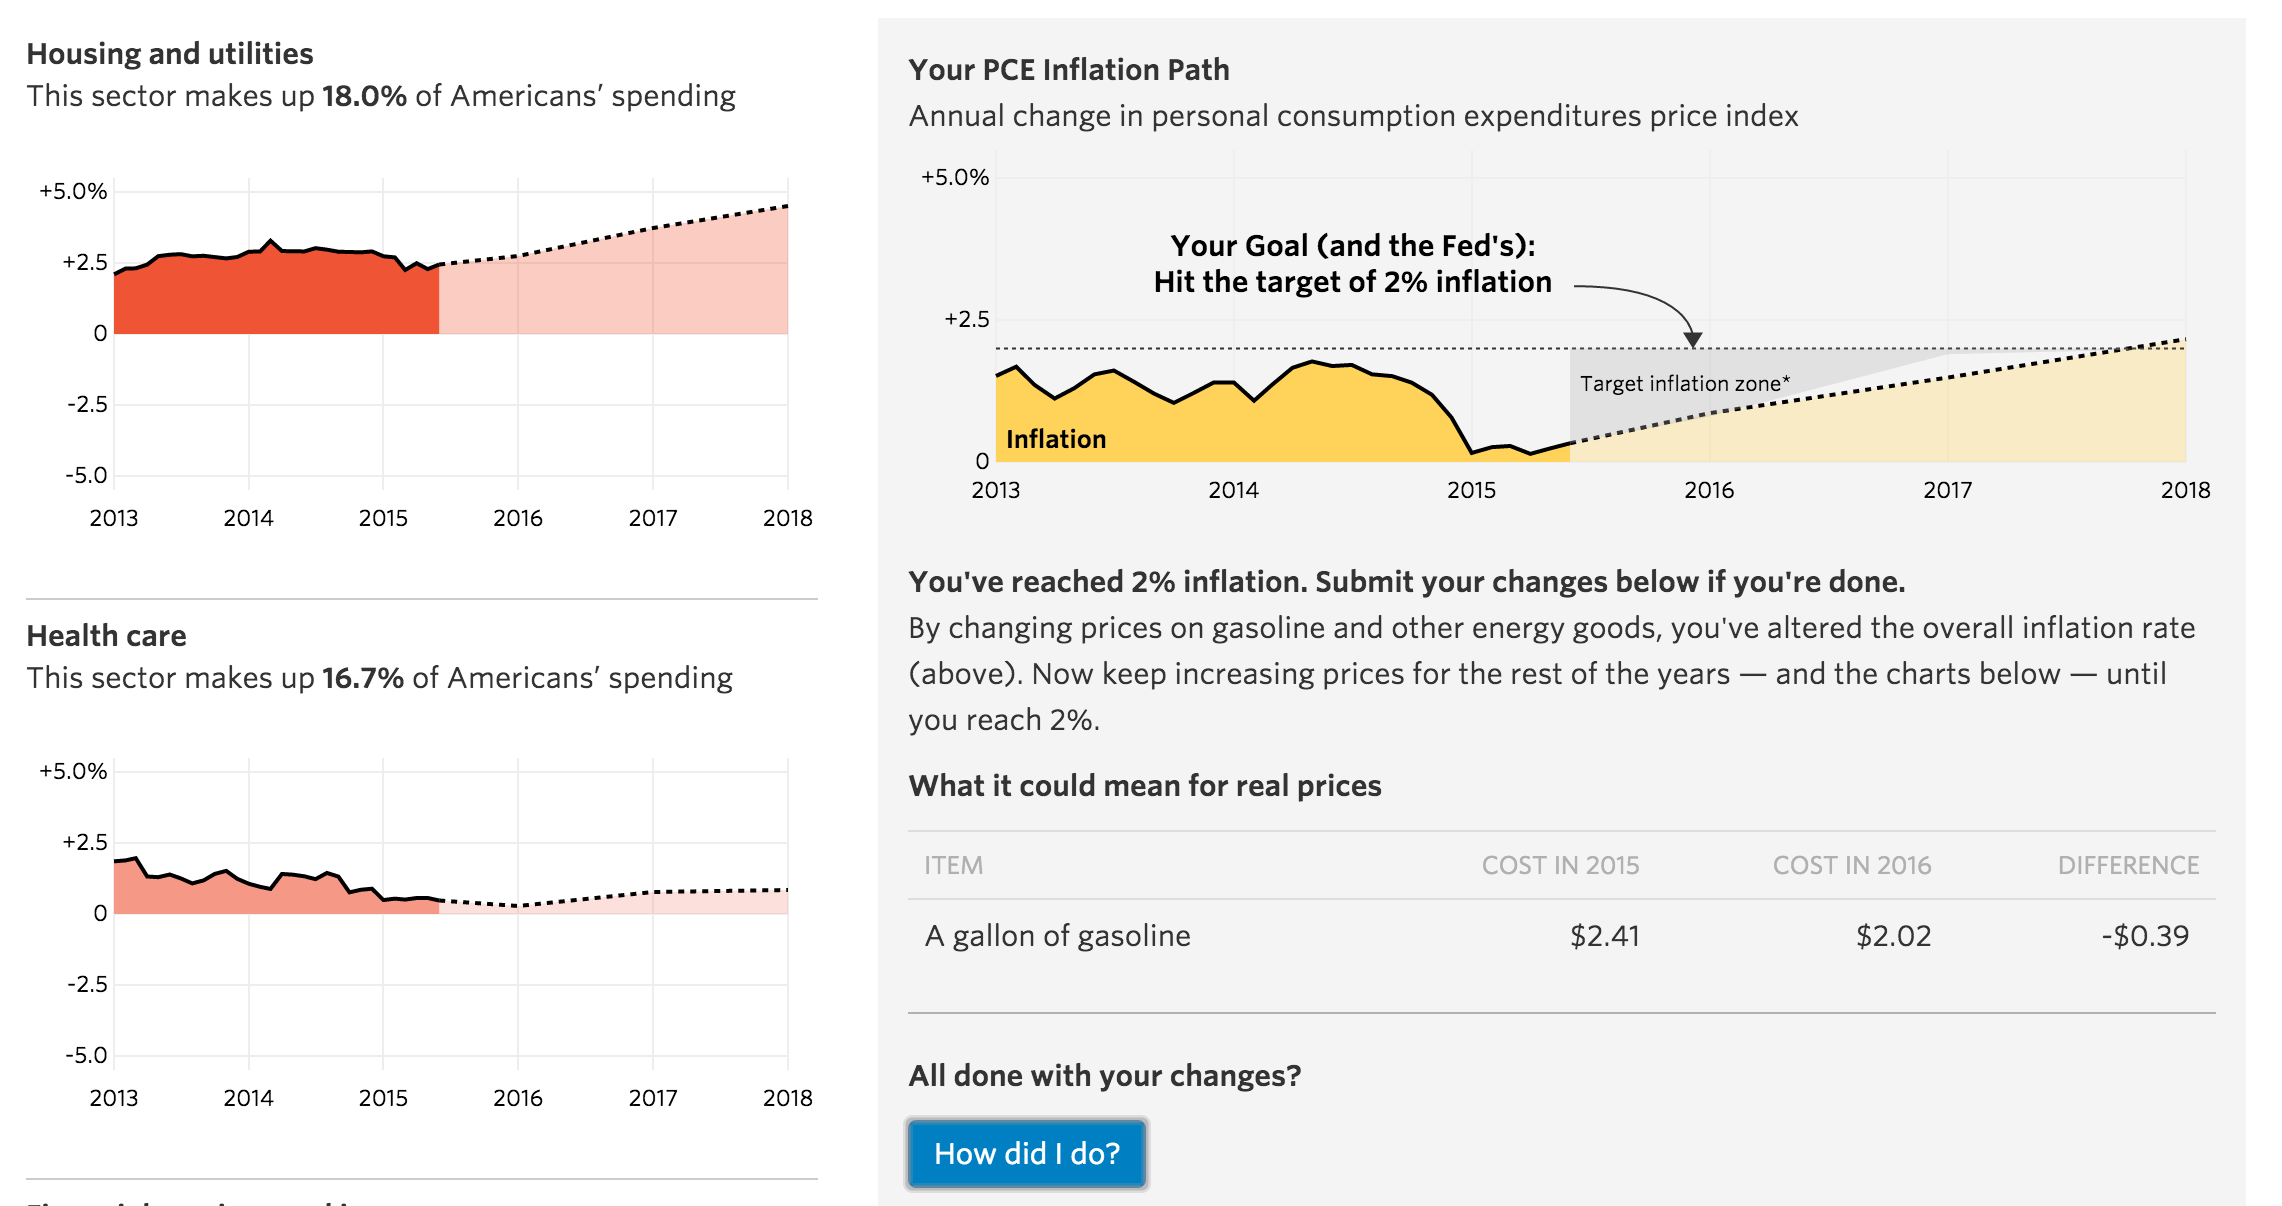 Housing and utilities
This sector makes up 18.0% of Americans’ spending
+5.0%
+2.5
0
-2.5
-5.0
2013 2014 2015 2016 2017 2018
Health care
This sector makes up 16.7% of Americans’ spending
+5.0%
+2.5
0
-2.5
-5.0
2013 2014 2015 2016 2017 2018
Your PCE Inflation Path
Annual change in personal consumption expenditures price index
+5.0%
Your Goal (and the Fed's):
Hit the target of 2% inflation
+2.5
Target inflation zone*
Inflation
0
2013 2014 2015 2016 2017 2018
You've reached 2% inflation. Submit your changes below if you're done.
By changing prices on gasoline and other energy goods, you've altered the overall inflation rate
(above). Now keep increasing prices for the rest of the years — and the charts below — until
you reach 2%.
What it could mean for real prices
ITEM COST IN 2015 COST IN 2016 DIFFERENCE
A gallon of gasoline $2.41 $2.02 -$0.39
All done with your changes?
How did I do?